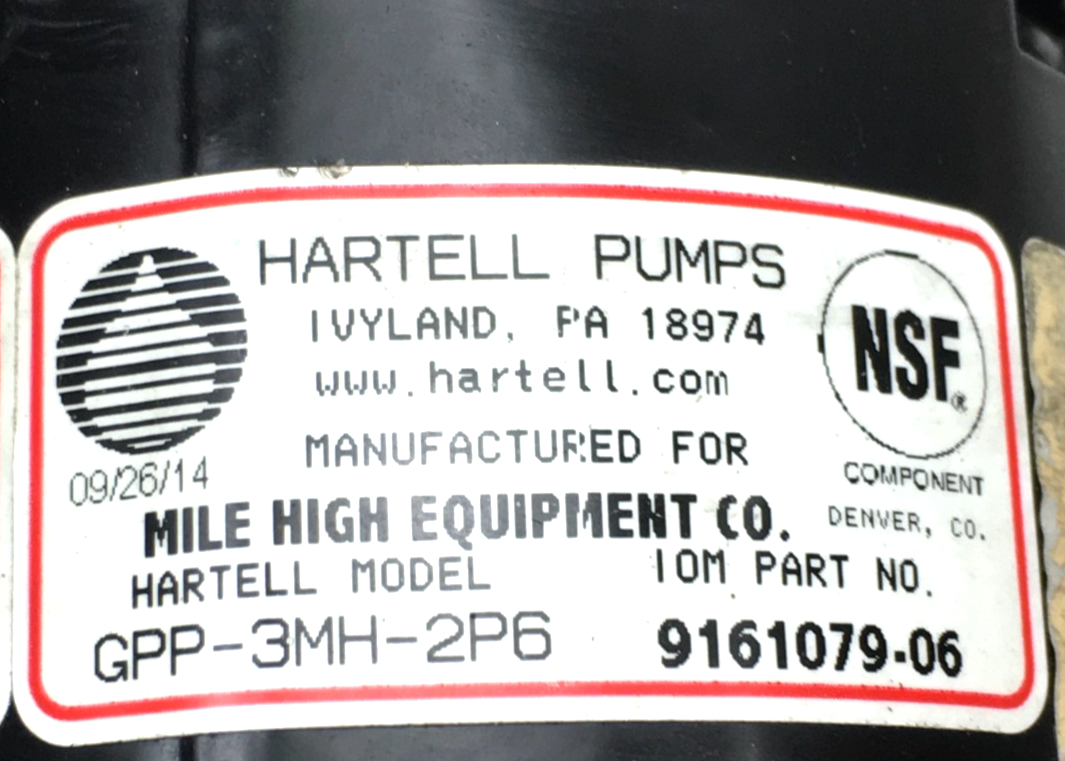 HARTELL PUMPS
IVYLAND, PA 18974
www.hartell.com
NSF®
COMPONENT
MANUFACTURED FOR
09/26/14
MILE HIGH EQUIPMENT CO. DENVER, CO.
HARTELL MODEL IOM PART NO.
GPP-3MH-2P6 9161079-06